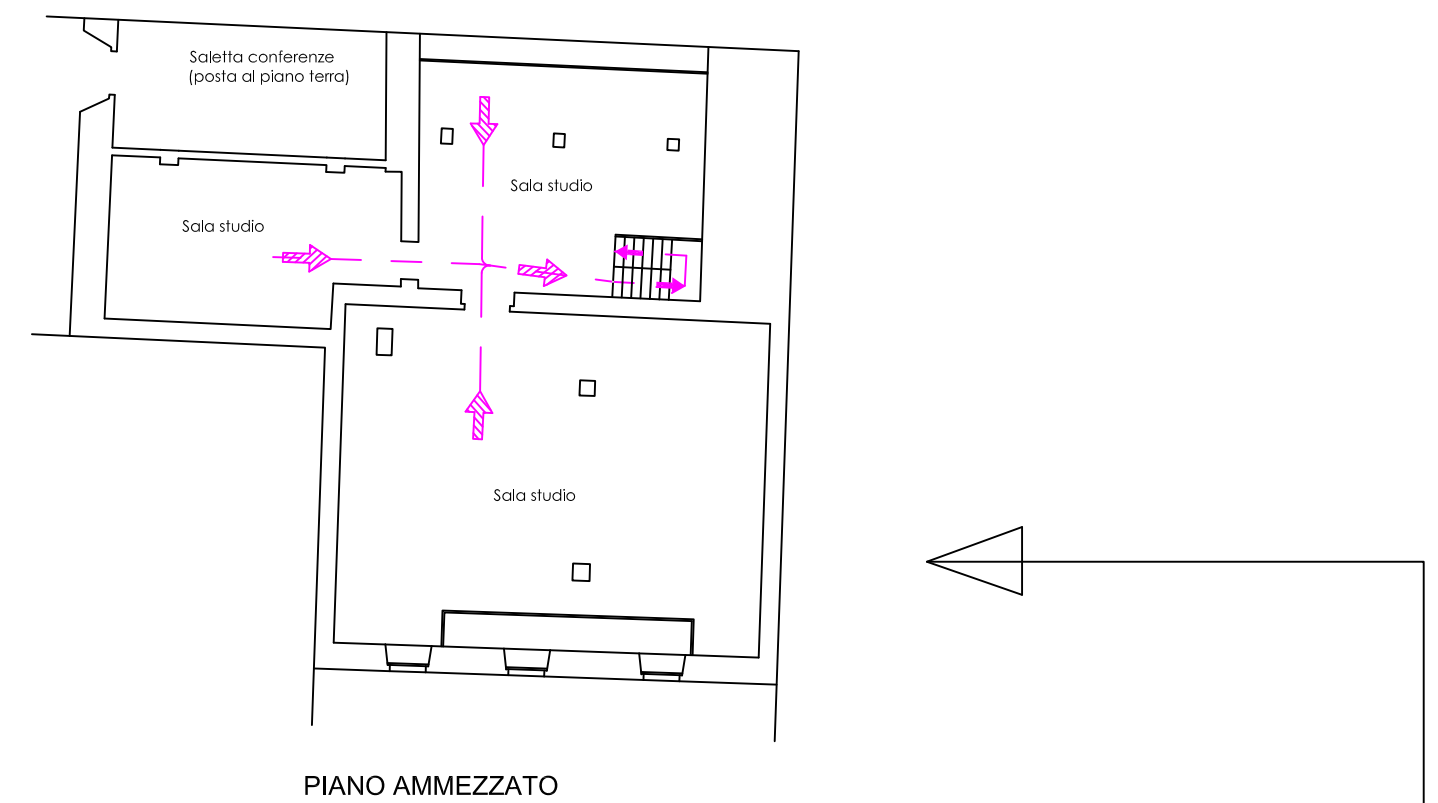 Saletta conferenze
(posta al piano terra)
Sala studio
Sala studio
Sala studio
PIANO AMMEZZATO